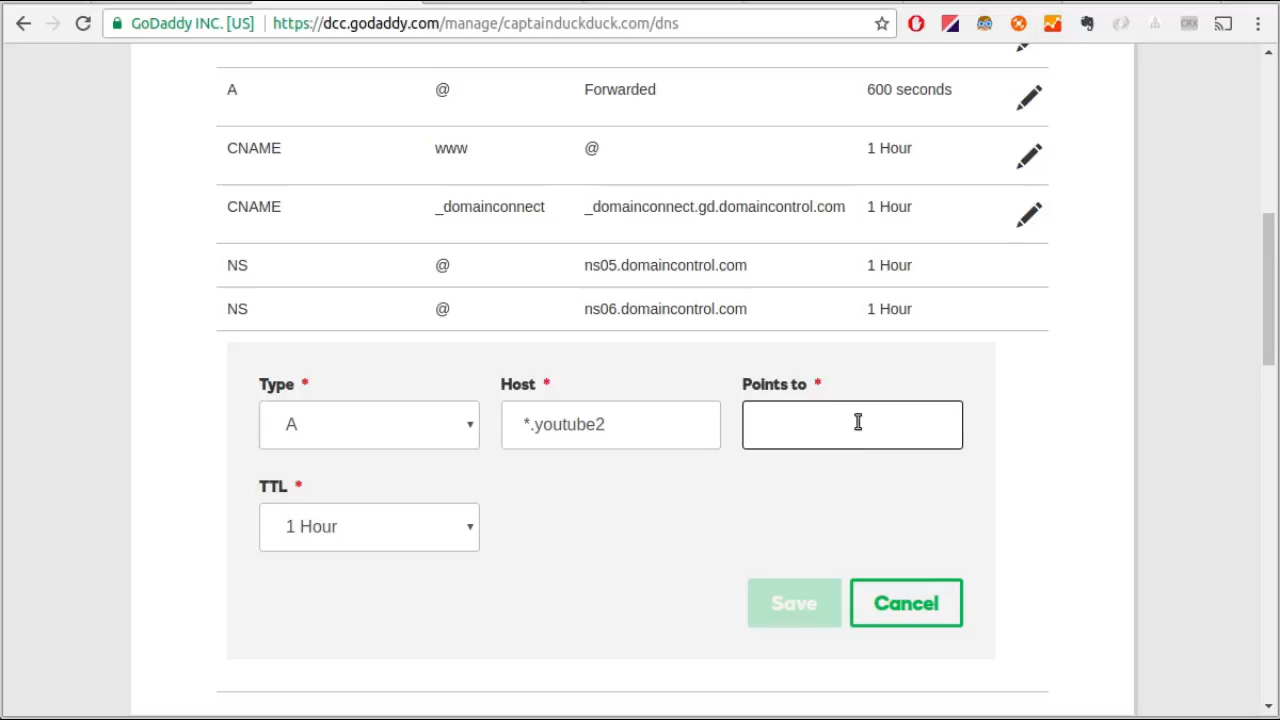 GoDaddy INC. [US] https://dcc.godaddy.com/manage/captainduckduck.com/dns
A @ Forwarded 600 seconds
CNAME www @ 1 Hour
CNAME _domainconnect _domainconnect.gd.domaincontrol.com 1 Hour
NS @ ns05.domaincontrol.com 1 Hour
NS @ ns06.domaincontrol.com 1 Hour
Type * Host * Points to *
A *.youtube2
TTL *
1 Hour
Save Cancel